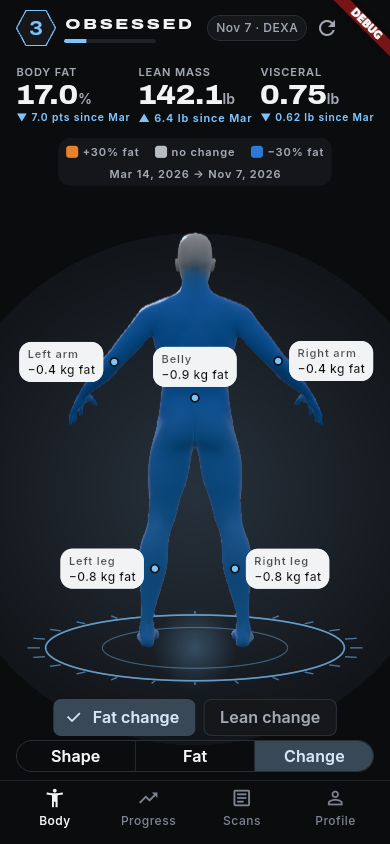 3 OBSESSED Nov 7 · DEXA DEBUG
BODY FAT LEAN MASS VISCERAL
17.0% 142.1lb 0.75lb
▼ 7.0 pts since Mar ▲ 6.4 lb since Mar ▼ 0.62 lb since Mar
+30% fat no change −30% fat
Mar 14, 2026 → Nov 7, 2026
Left arm
−0.4 kg fat
Belly
−0.9 kg fat
Right arm
−0.4 kg fat
Left leg
−0.8 kg fat
Right leg
−0.8 kg fat
✓ Fat change Lean change
Shape Fat Change
Body Progress Scans Profile